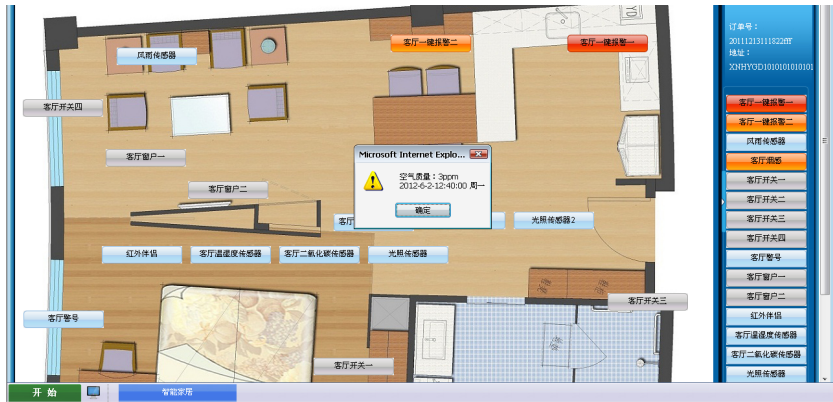 风雨传感器
客厅一键报警二
客厅一键报警一
客厅开关四
客厅窗户一
客厅窗户二
Microsoft Internet Explo...
空气质量：3ppm
2012-6-2-12:40:00 周一
确定
客厅
光照传感器2
红外伴侣
客厅温湿度传感器
客厅二氧化碳传感器
光照传感器
客厅警号
客厅开关三
客厅开关一
订单号：
地址：
XNHYGD1010101010101
客厅一键报警一
客厅一键报警二
风雨传感器
客厅烟感
客厅开关一
客厅开关二
客厅开关三
客厅开关四
客厅警号
客厅窗户一
客厅窗户二
红外伴侣
客厅温湿度传感器
客厅二氧化碳传感器
光照传感器
开 始
智能家居